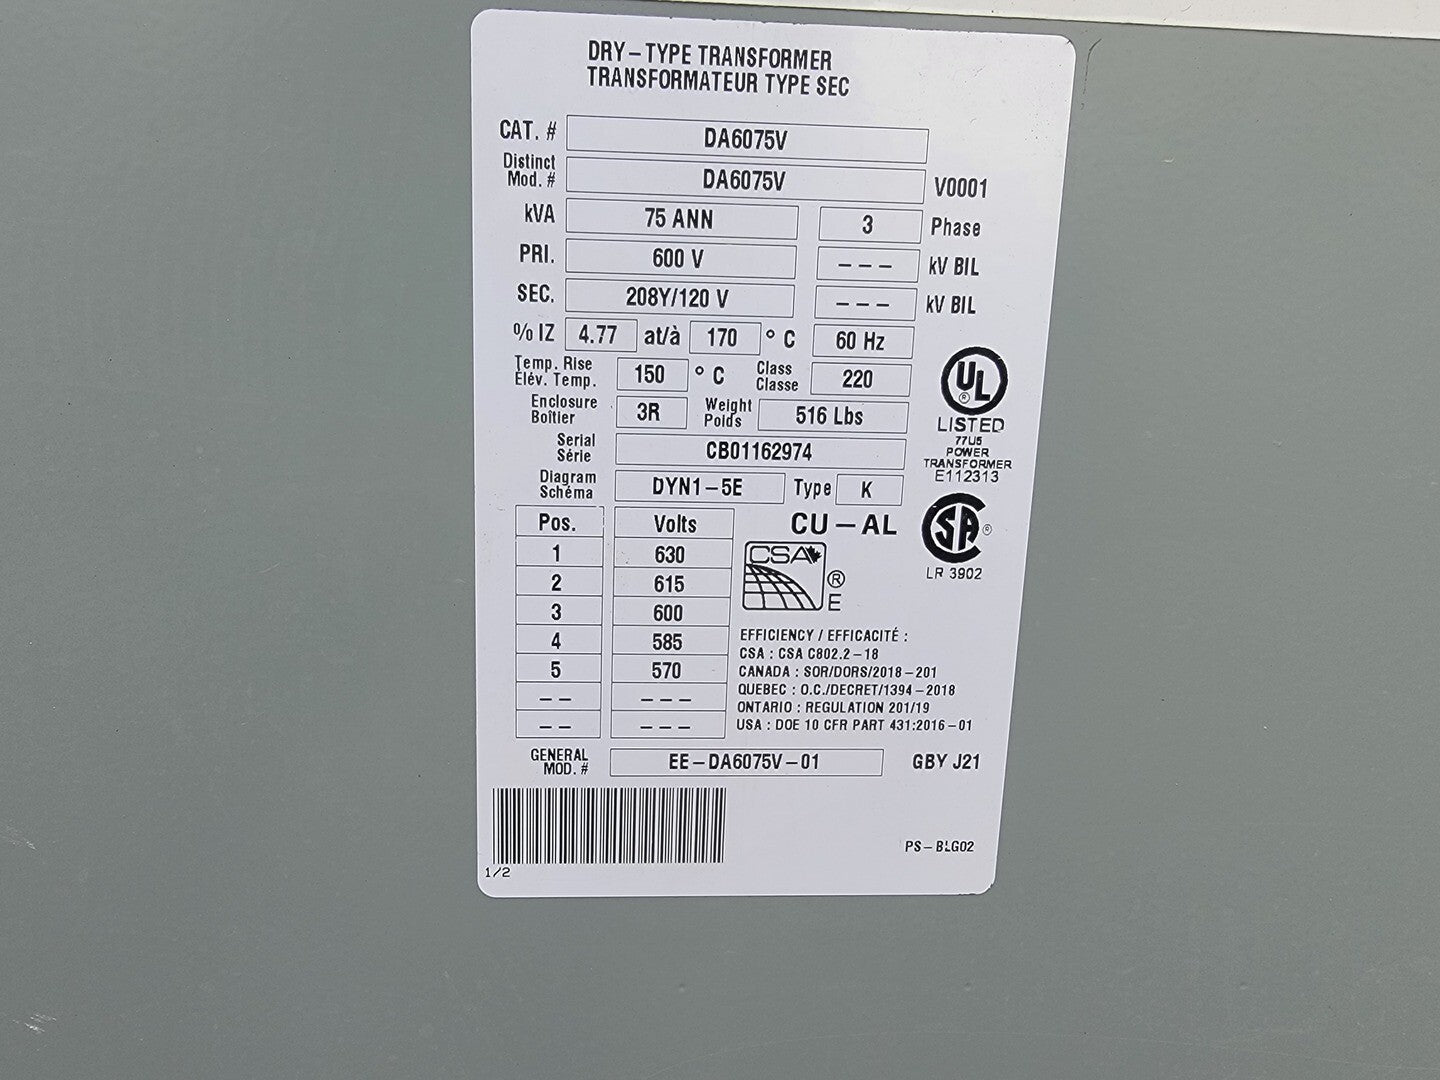 DRY-TYPE TRANSFORMER
TRANSFORMATEUR TYPE SEC
CAT. # DA6075V
Distinct Mod. # DA6075V V0001
kVA 75 ANN 3 Phase
PRI. 600 V --- kV BIL
SEC. 208Y/120 V --- kV BIL
% IZ 4.77 at/à 170 ° C 60 Hz
Temp. Rise Élév. Temp. 150 ° C Class Classe 220
Enclosure Boîtier 3R Weight Poids 516 Lbs
Serial Série CB01162974
Diagram Schéma DYN1-5E Type K
Pos. Volts CU-AL
1 630
2 615
3 600
4 585
5 570
-- ---
-- ---
UL ®
LISTED
77U5
POWER
TRANSFORMER
E112313
CSA ®
LR 3902
CSA ® E
EFFICIENCY / EFFICACITÉ :
CSA : CSA C802.2-18
CANADA : SOR/DORS/2018-201
QUEBEC : O.C./DECRET/1394-2018
ONTARIO : REGULATION 201/19
USA : DOE 10 CFR PART 431:2016-01
GENERAL MOD. # EE-DA6075V-01 GBY J21
PS-BLG02
1/2